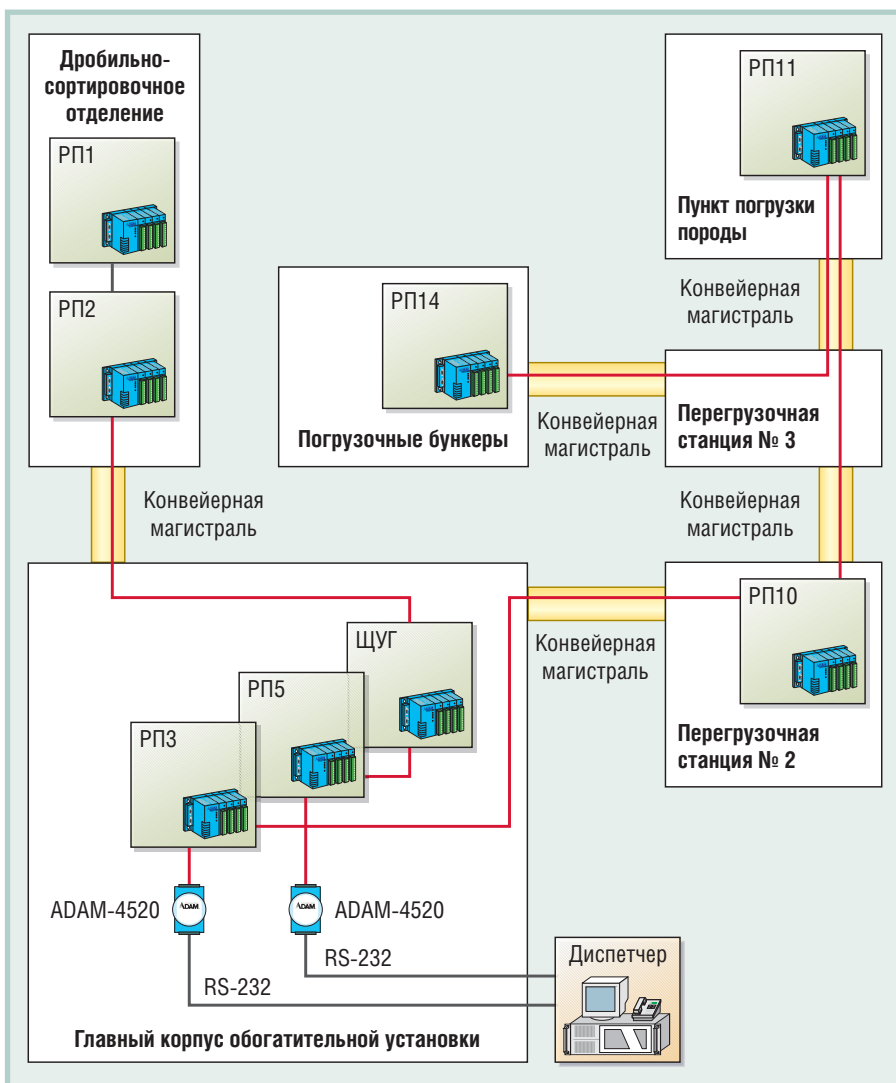 Дробильно-
сортировочное
отделение
РП1
РП2
Конвейерная
магистраль
РП11
Пункт погрузки
породы
Конвейерная
магистраль
РП14
Погрузочные бункеры
Конвейерная
магистраль
Перегрузочная
станция № 3
Конвейерная
магистраль
РП10
Перегрузочная
станция № 2
Конвейерная
магистраль
ЩУГ
РП5
РП3
ADAM-4520
ADAM
ADAM
ADAM-4520
RS-232
RS-232
Диспетчер
Главный корпус обогатительной установки